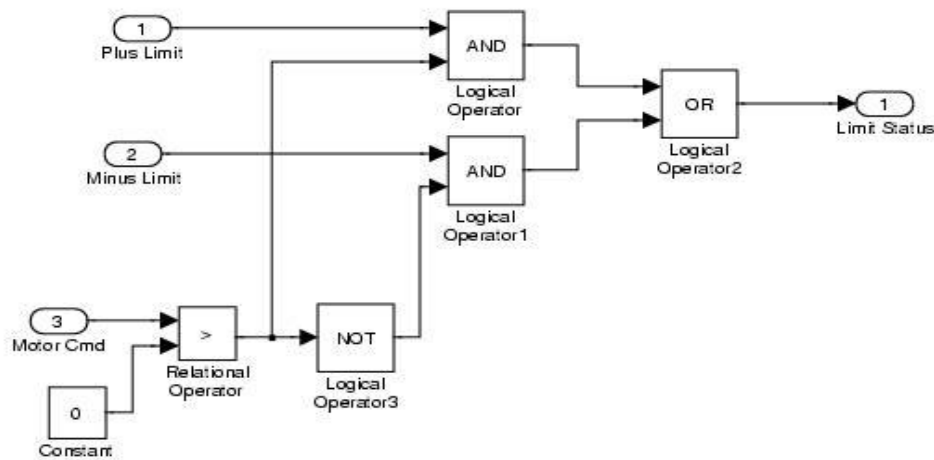 1
Plus Limit
AND
Logical
Operator
OR
Logical
Operator2
1
Limit Status
2
Minus Limit
AND
Logical
Operator1
3
Motor Cmd
>
Relational
Operator
NOT
Logical
Operator3
0
Constant